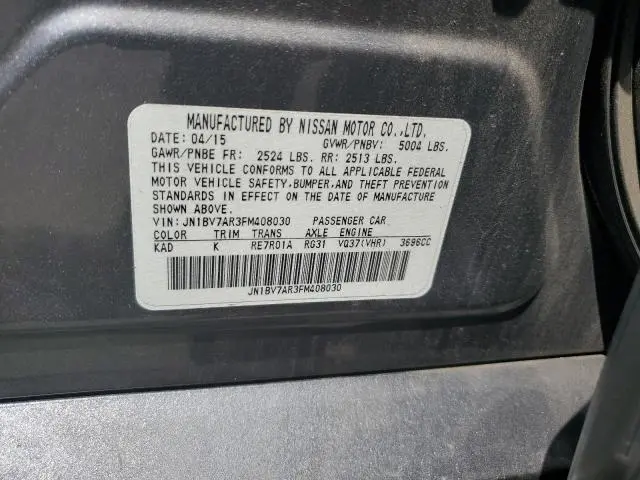 MANUFACTURED BY NISSAN MOTOR CO.,LTD.
DATE: 04/15 GVWR/PNBV: 5004 LBS.
GAWR/PNBE FR: 2524 LBS. RR: 2513 LBS.
THIS VEHICLE CONFORMS TO ALL APPLICABLE FEDERAL
MOTOR VEHICLE SAFETY,BUMPER,AND THEFT PREVENTION
STANDARDS IN EFFECT ON THE DATE OF MANUFACTURE
SHOWN ABOVE.
VIN: JN1BV7AR3FM408030 PASSENGER CAR
COLOR TRIM TRANS AXLE ENGINE
KAD K RE7R01A RG31 VQ37(VHR) 3696CC
JN1BV7AR3FM408030